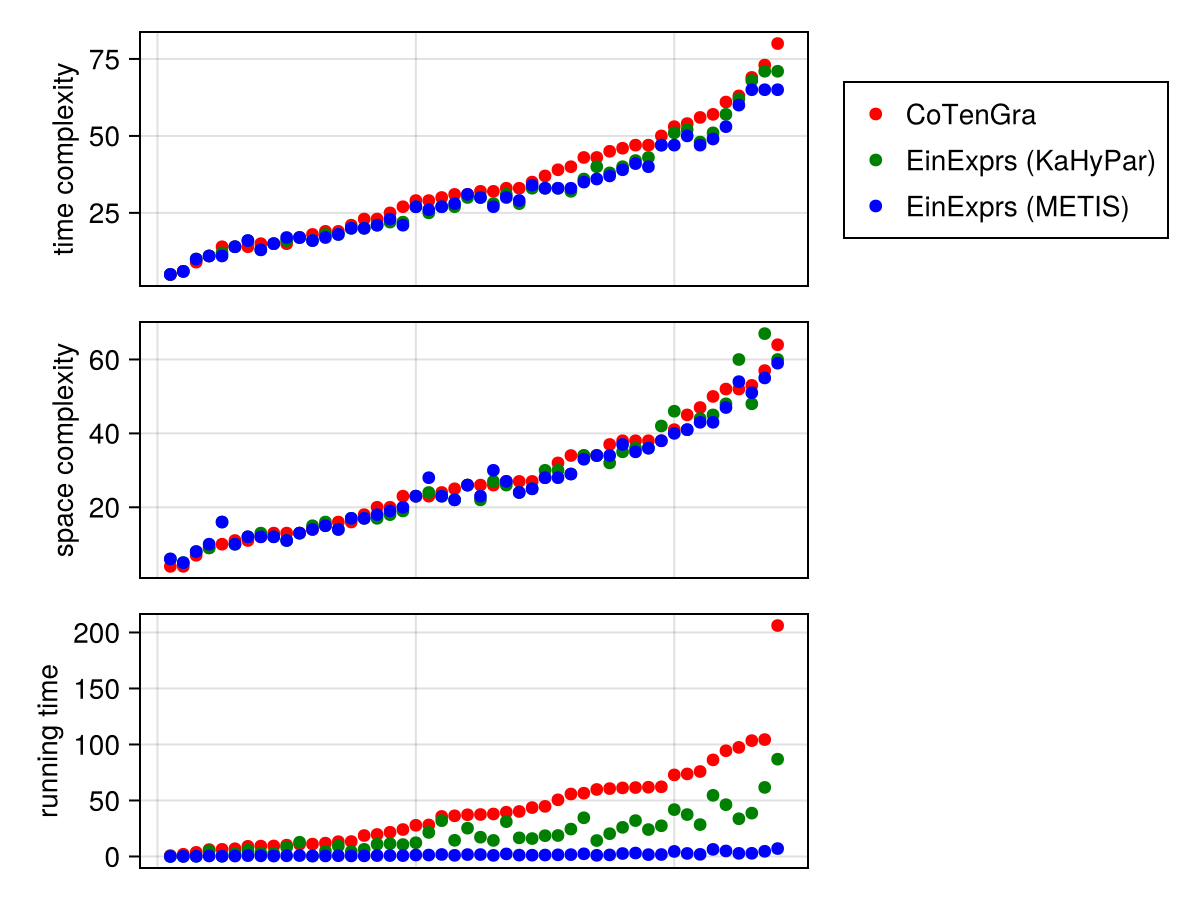 time complexity
75
50
25
CoTenGra
EinExprs (KaHyPar)
EinExprs (METIS)
space complexity
60
40
20
running time
200
150
100
50
0